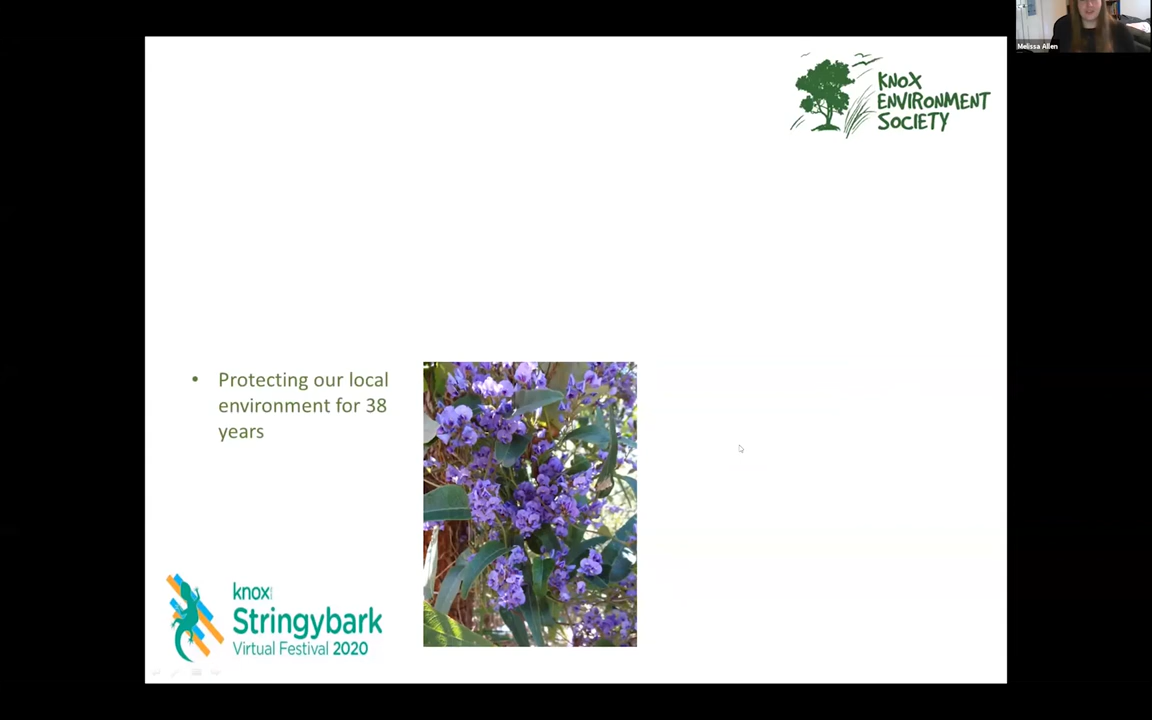 Melissa Allen
KNOX
ENVIRONMENT
SOCIETY
• Protecting our local
environment for 38
years
knox
Stringybark
Virtual Festival 2020